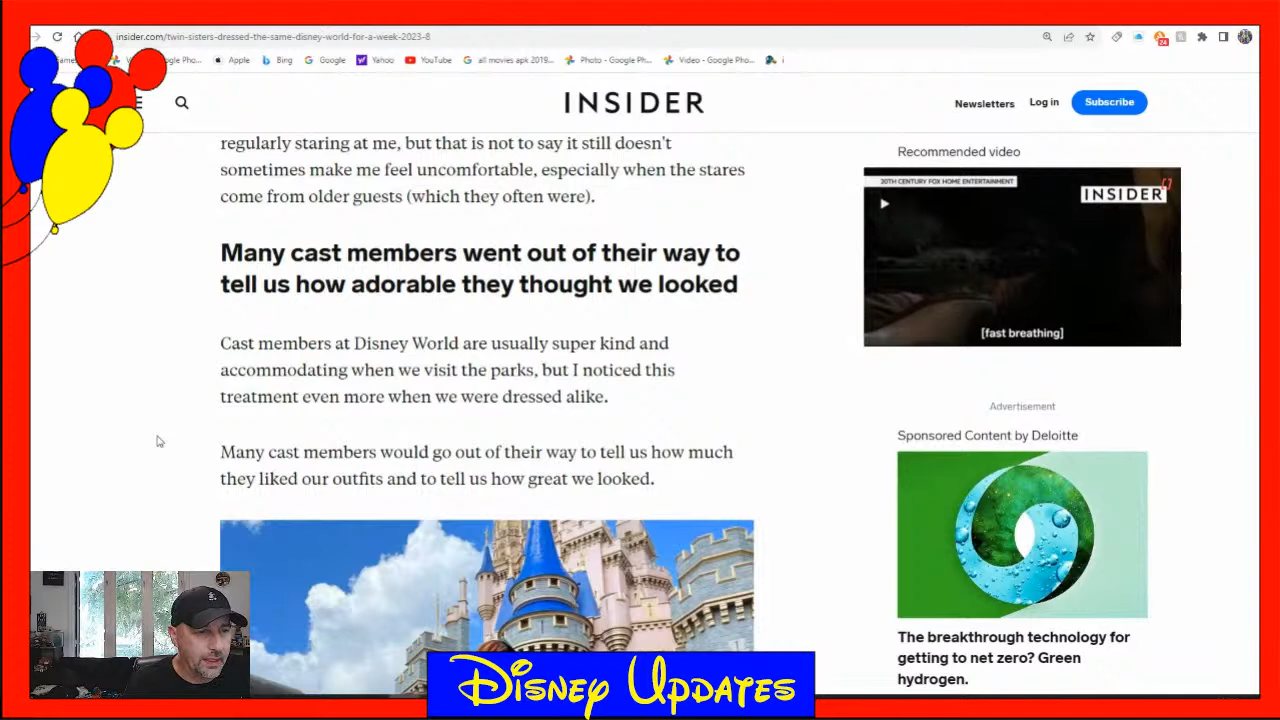 insider.com/twin-sisters-dressed-the-same-disney-world-for-a-week-2023-8
Apple
Bing
Google
Yahoo
YouTube
all movies apk 2019...
Photo - Google Ph...
Video - Google Pho...
INSIDER
Newsletters
Log in
Subscribe
regularly staring at me, but that is not to say it still doesn't
sometimes make me feel uncomfortable, especially when the stares
come from older guests (which they often were).
Many cast members went out of their way to
tell us how adorable they thought we looked
Cast members at Disney World are usually super kind and
accommodating when we visit the parks, but I noticed this
treatment even more when we were dressed alike.
Many cast members would go out of their way to tell us how much
they liked our outfits and to tell us how great we looked.
Recommended video
20TH CENTURY FOX HOME ENTERTAINMENT
INSIDER
[fast breathing]
Advertisement
Sponsored Content by Deloitte
The breakthrough technology for
getting to net zero? Green
hydrogen.
Disney Updates